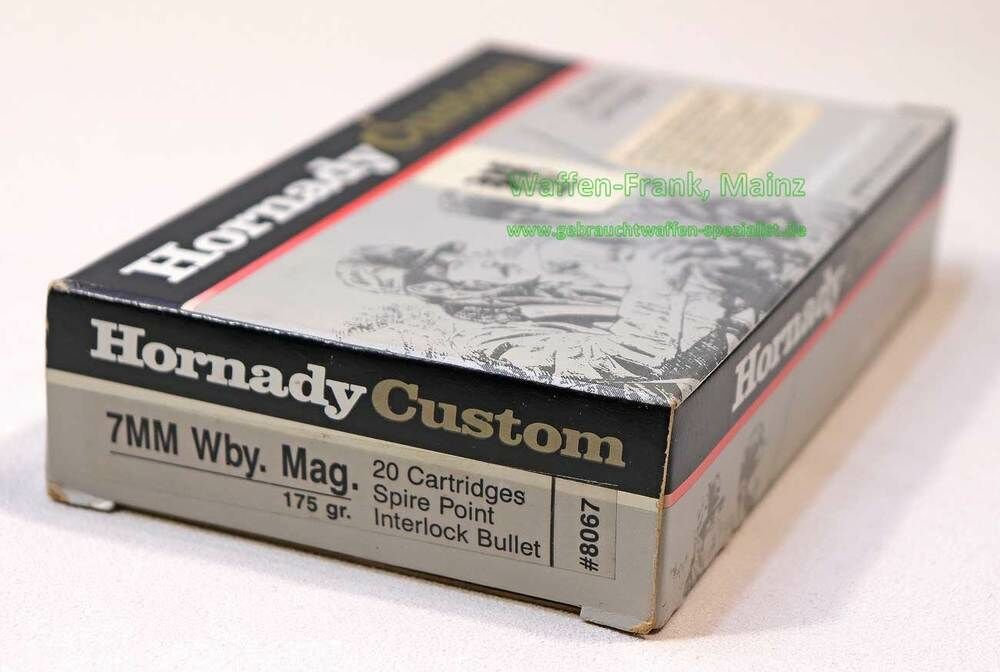 Hornady Custom
Waffen-Frank, Mainz
www.gebrauchtwaffen-spezialist.de
Hornady Custom
7MM Wby. Mag.
175 gr.
20 Cartridges
Spire Point
Interlock Bullet
#8067
Hornady